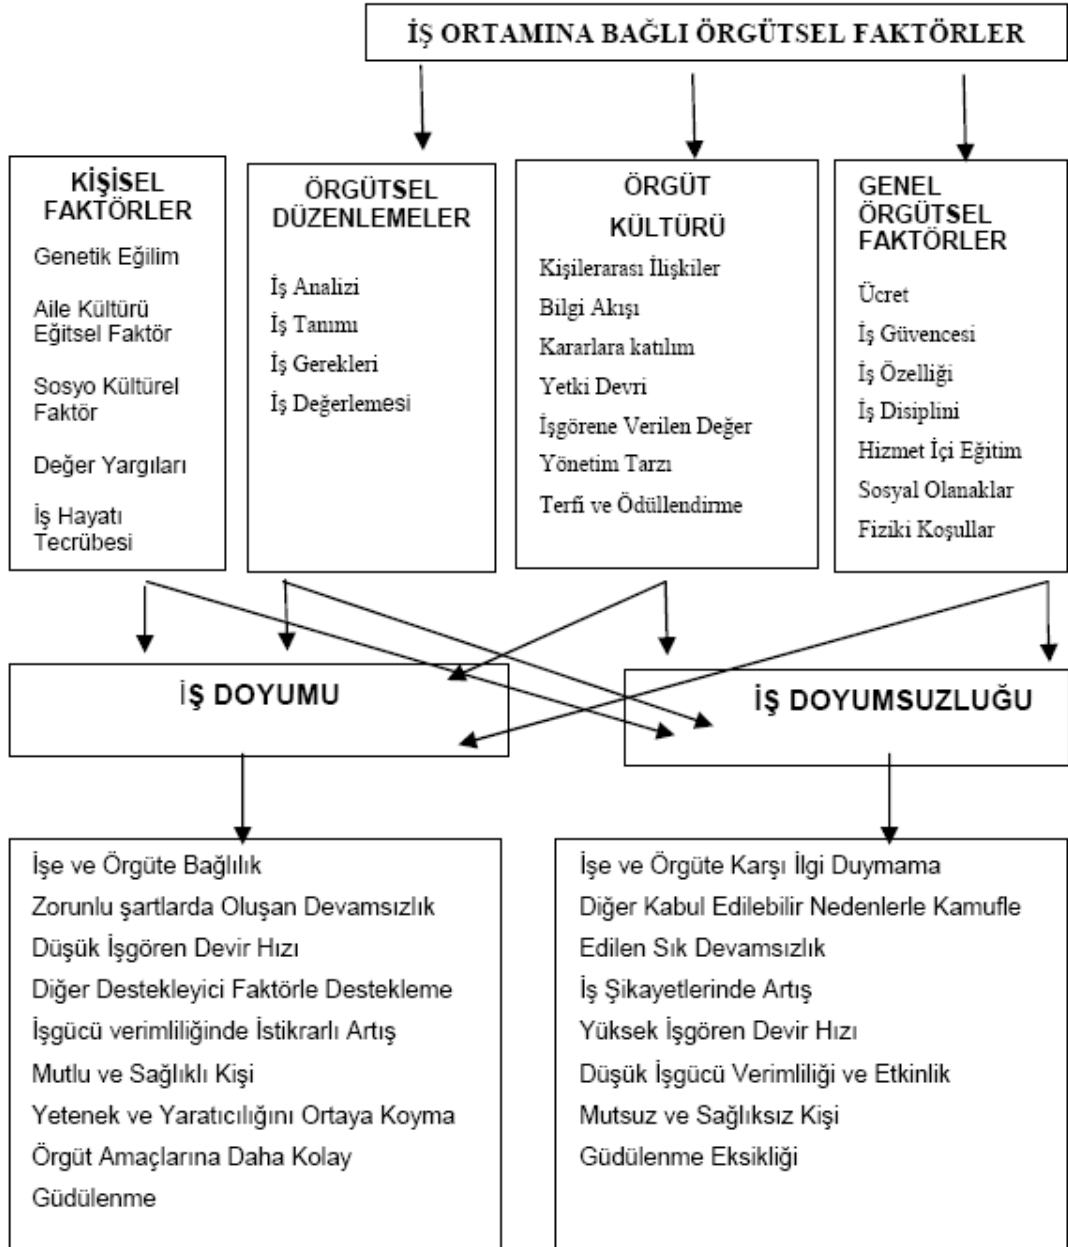 İŞ ORTAMINA BAĞLI ÖRGÜTSEL FAKTÖRLER
KİŞİSEL
FAKTÖRLER
Genetik Eğilim
Aile Kültürü
Eğitsel Faktör
Sosyo Kültürel
Faktör
Değer Yargıları
İş Hayatı
Tecrübesi
ÖRGÜTSEL
DÜZENLEMELER
İş Analizi
İş Tanımı
İş Gerekleri
İş Değerlemesi
ÖRGÜT
KÜLTÜRÜ
Kişilerarası İlişkiler
Bilgi Akışı
Kararlara katılım
Yetki Devri
İşgörene Verilen Değer
Yönetim Tarzı
Terfi ve Ödüllendirme
GENEL
ÖRGÜTSEL
FAKTÖRLER
Ücret
İş Güvencesi
İş Özelliği
İş Disiplini
Hizmet İçi Eğitim
Sosyal Olanaklar
Fiziki Koşullar
İŞ DOYUMU
İŞ DOYUMSUZLUĞU
İşe ve Örgüte Bağlılık
Zorunlu şartlarda Oluşan Devamsızlık
Düşük İşgören Devir Hızı
Diğer Destekleyici Faktörle Destekleme
İşgücü verimliliğinde İstikrarlı Artış
Mutlu ve Sağlıklı Kişi
Yetenek ve Yaratıcılığını Ortaya Koyma
Örgüt Amaçlarına Daha Kolay
Güdülenme
İşe ve Örgüte Karşı İlgi Duymama
Diğer Kabul Edilebilir Nedenlerle Kamufle
Edilen Sık Devamsızlık
İş Şikayetlerinde Artış
Yüksek İşgören Devir Hızı
Düşük İşgücü Verimliliği ve Etkinlik
Mutsuz ve Sağlıksız Kişi
Güdülenme Eksikliği